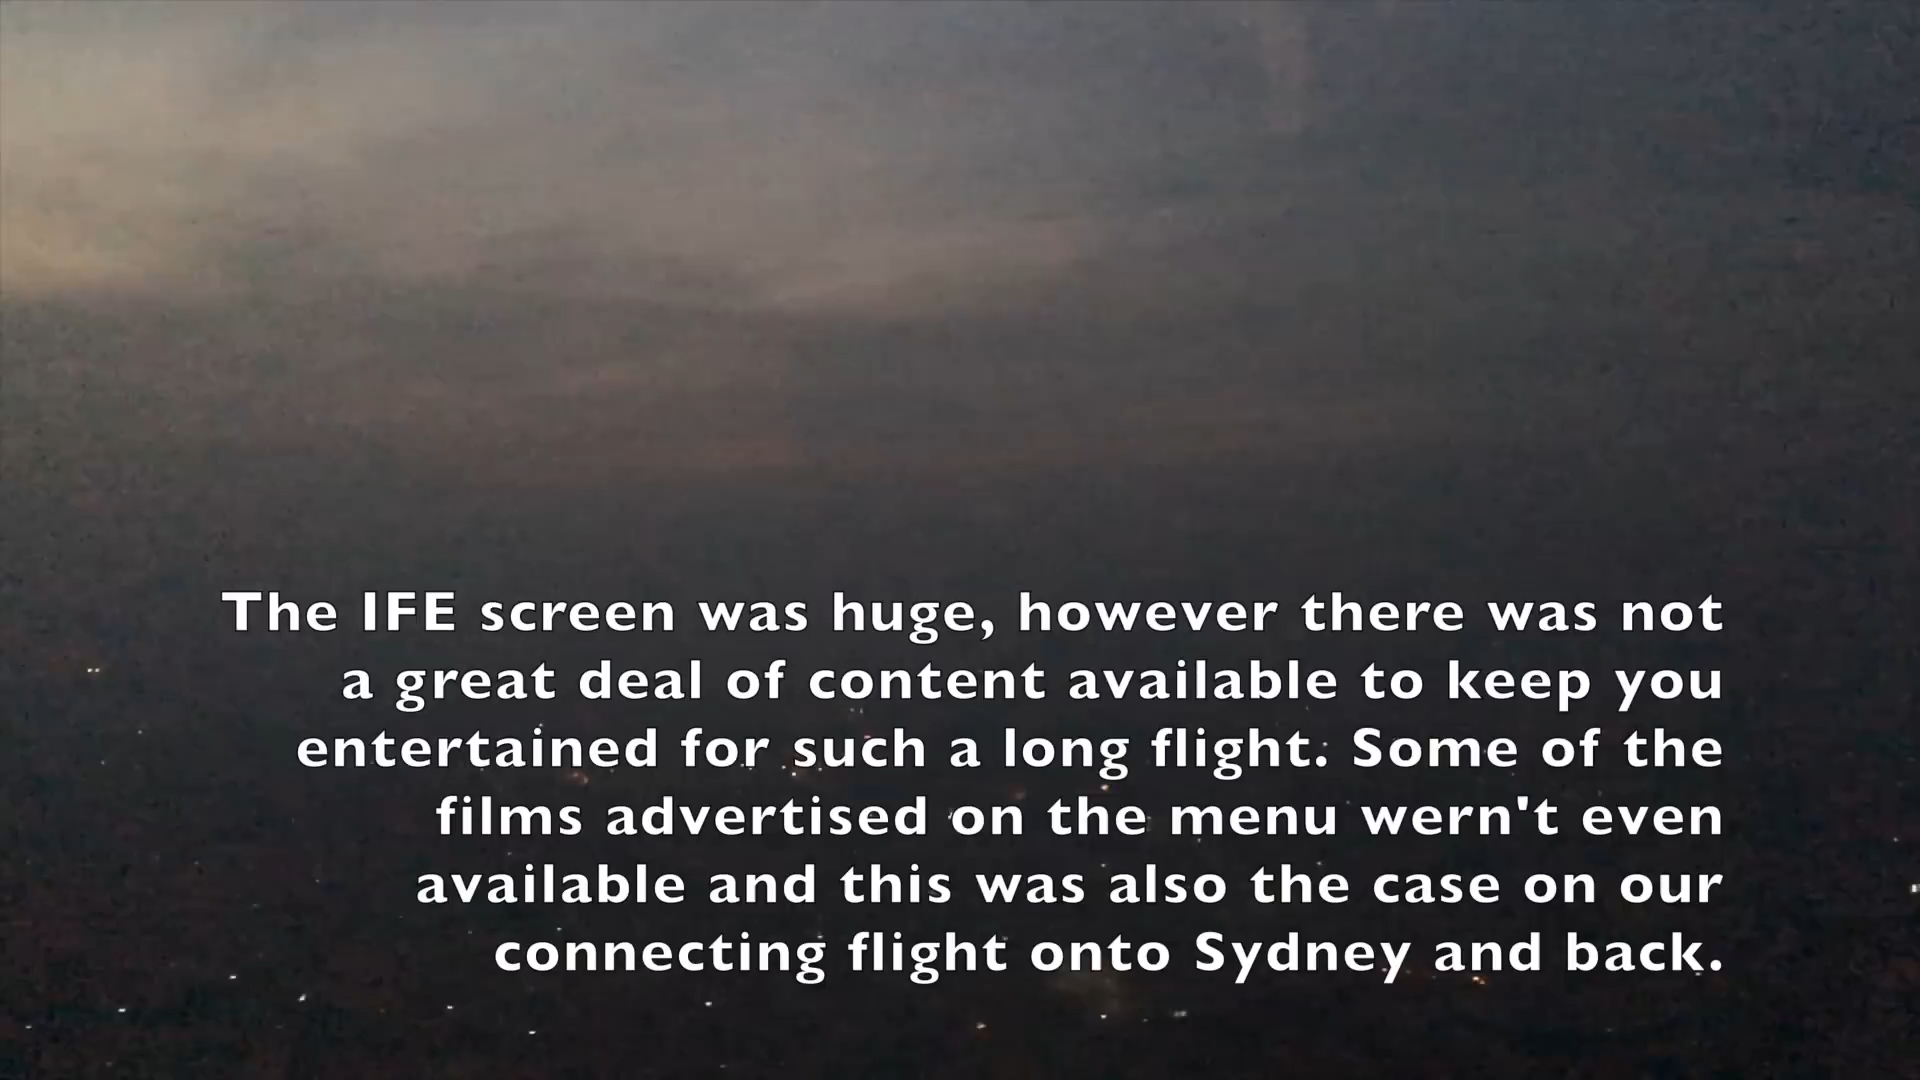 The IFE screen was huge, however there was not
a great deal of content available to keep you
entertained for such a long flight. Some of the
films advertised on the menu wern't even
available and this was also the case on our
connecting flight onto Sydney and back.